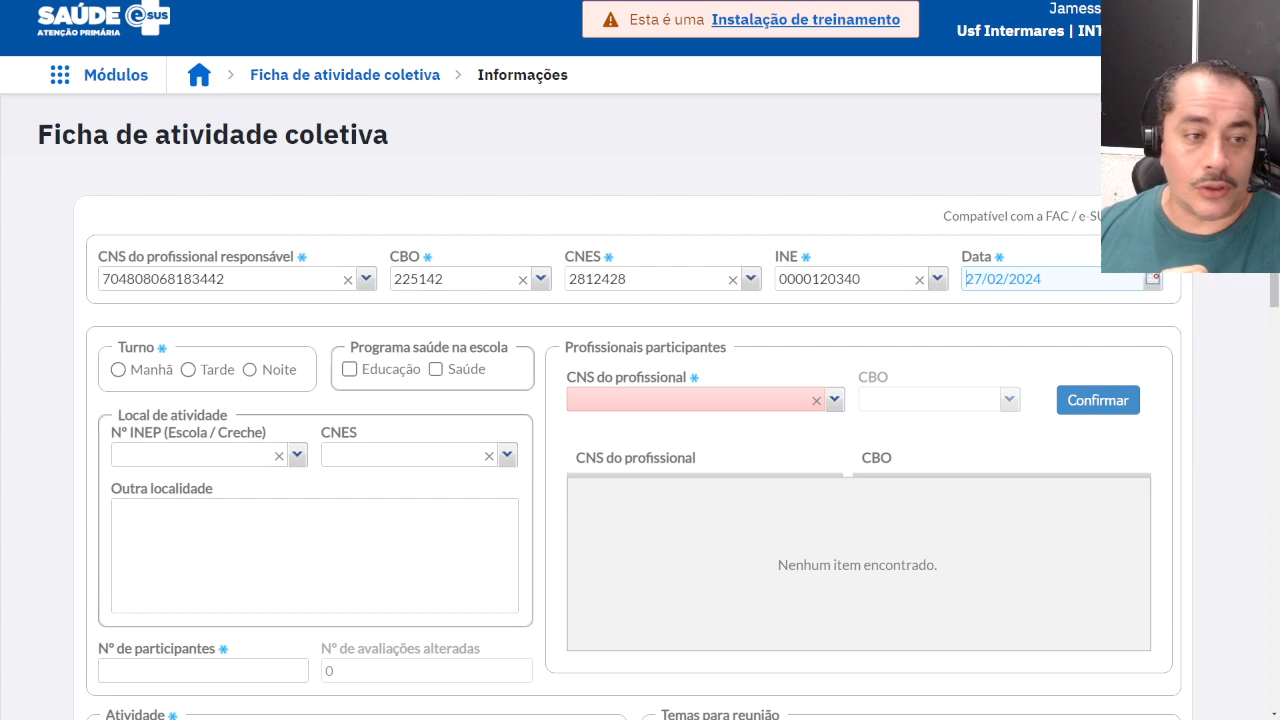 SAÚDE e-SUS
ATENÇÃO PRIMÁRIA
Esta é uma Instalação de treinamento
Jamess
Usf Intermares | INT
Módulos
Ficha de atividade coletiva
Informações
Ficha de atividade coletiva
Compatível com a FAC / e-SU
CNS do profissional responsável * CBO * CNES * INE * Data *
704808068183442 225142 2812428 0000120340 27/02/2024
Turno * Programa saúde na escola Profissionais participantes
Manhã Tarde Noite Educação Saúde
CNS do profissional * CBO
Confirmar
Local de atividade
Nº INEP (Escola / Creche) CNES
CNS do profissional CBO
Outra localidade
Nenhum item encontrado.
Nº de participantes * Nº de avaliações alteradas
0
Atividade * Temas para reunião